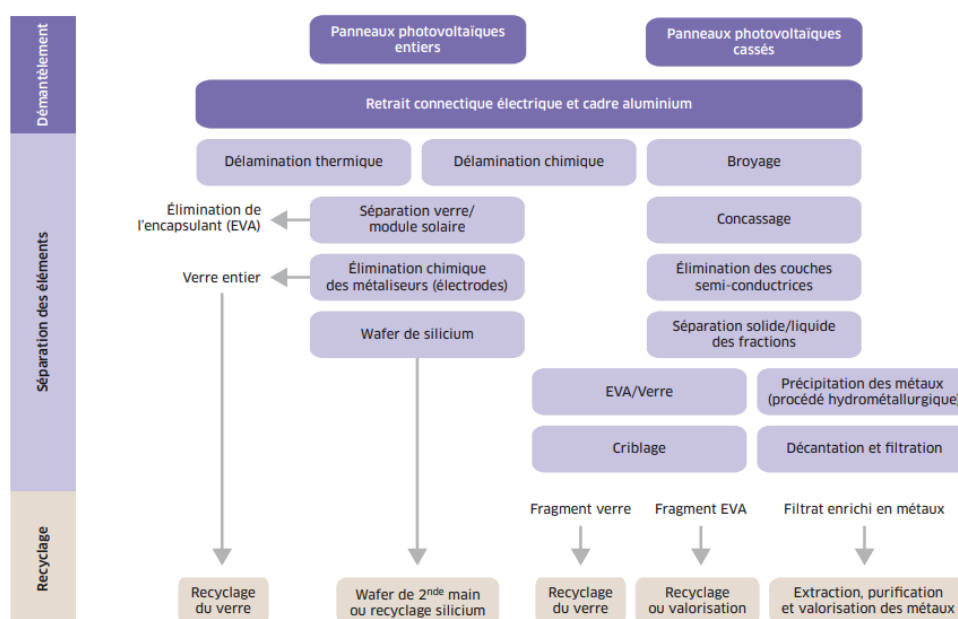 Démantèlement
Panneaux photovoltaïques
entiers
Panneaux photovoltaïques
cassés
Retrait connectique électrique et cadre aluminium
Séparation des éléments
Délamination thermique
Délamination chimique
Broyage
Élimination de
l'encapsulant (EVA)
Séparation verre/
module solaire
Concassage
Verre entier
Élimination chimique
des métaliseurs (électrodes)
Élimination des couches
semi-conductrices
Wafer de silicium
Séparation solide/liquide
des fractions
EVA/Verre
Précipitation des métaux
(procédé hydrométallurgique)
Criblage
Décantation et filtration
Recyclage
Fragment verre
Fragment EVA
Filtrat enrichi en métaux
Recyclage
du verre
Wafer de 2nde main
ou recyclage silicium
Recyclage
du verre
Recyclage
ou valorisation
Extraction, purification
et valorisation des métaux